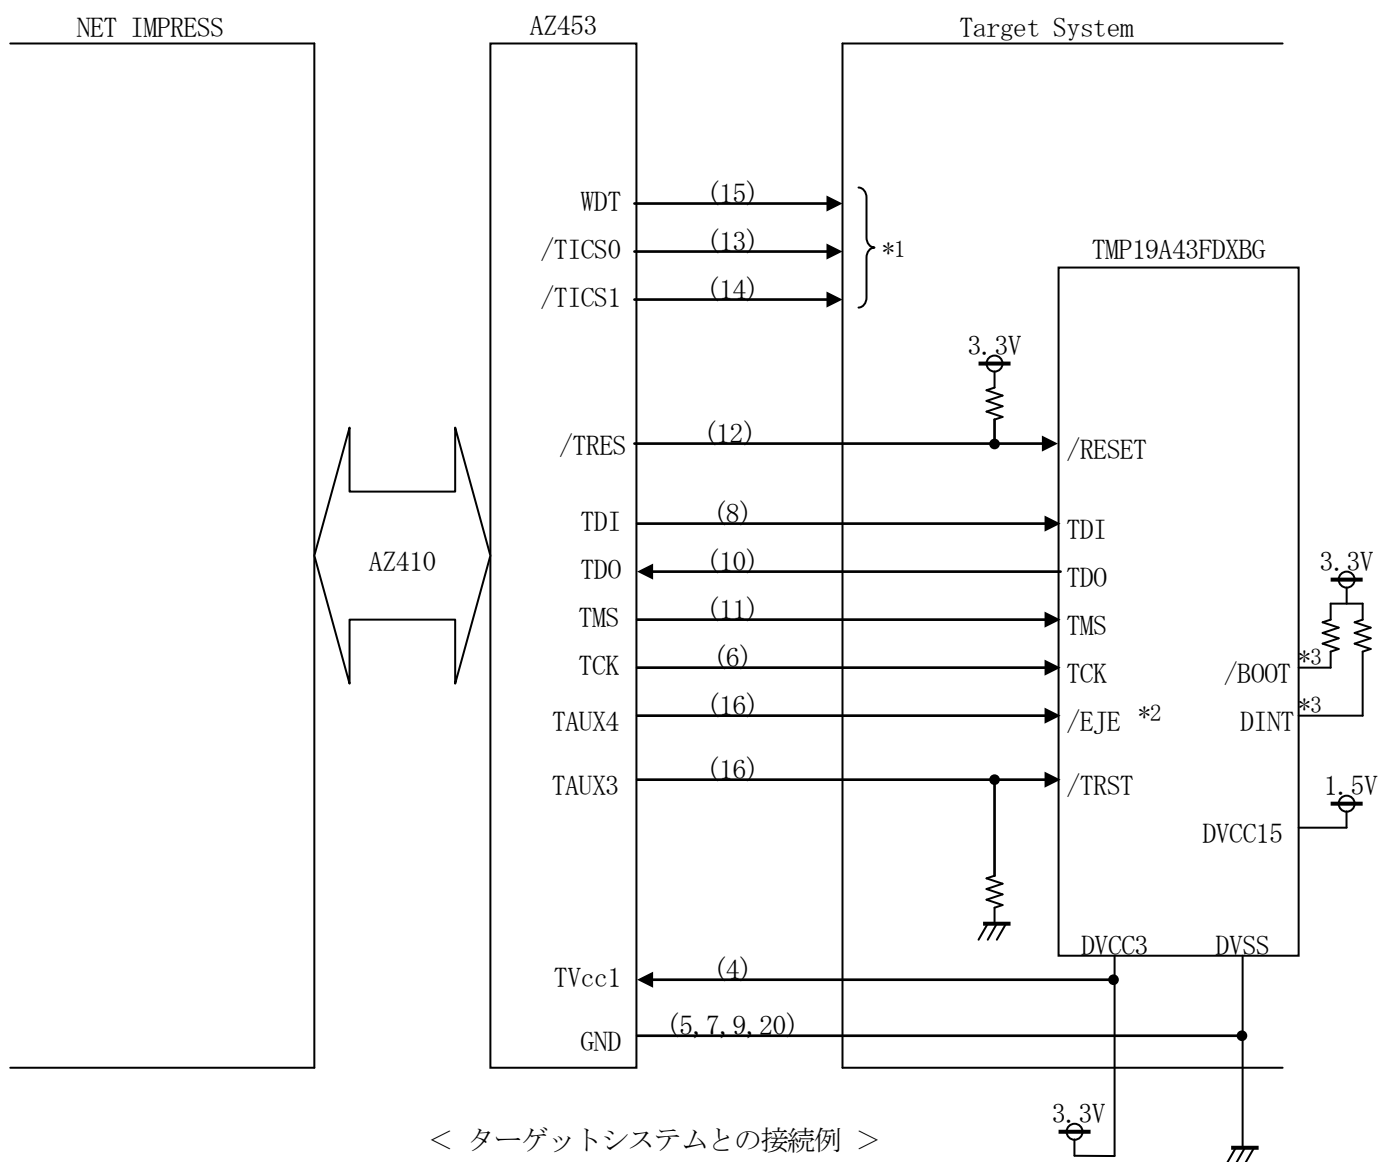 NET IMPRESS
AZ453
Target System
WDT
(15)
/TICS0
(13)
*1
/TICS1
(14)
TMP19A43FDXBG
3.3V
/TRES
(12)
/RESET
TDI
(8)
TDI
AZ410
TDO
(10)
TDO
3.3V
TMS
(11)
TMS
TCK
(6)
TCK
/BOOT
*3
TAUX4
(16)
/EJE *2
DINT
*3
TAUX3
(16)
/TRST
1.5V
DVCC15
DVCC3
DVSS
TVcc1
(4)
GND
(5,7,9,20)
3.3V
< ターゲットシステムとの接続例 >